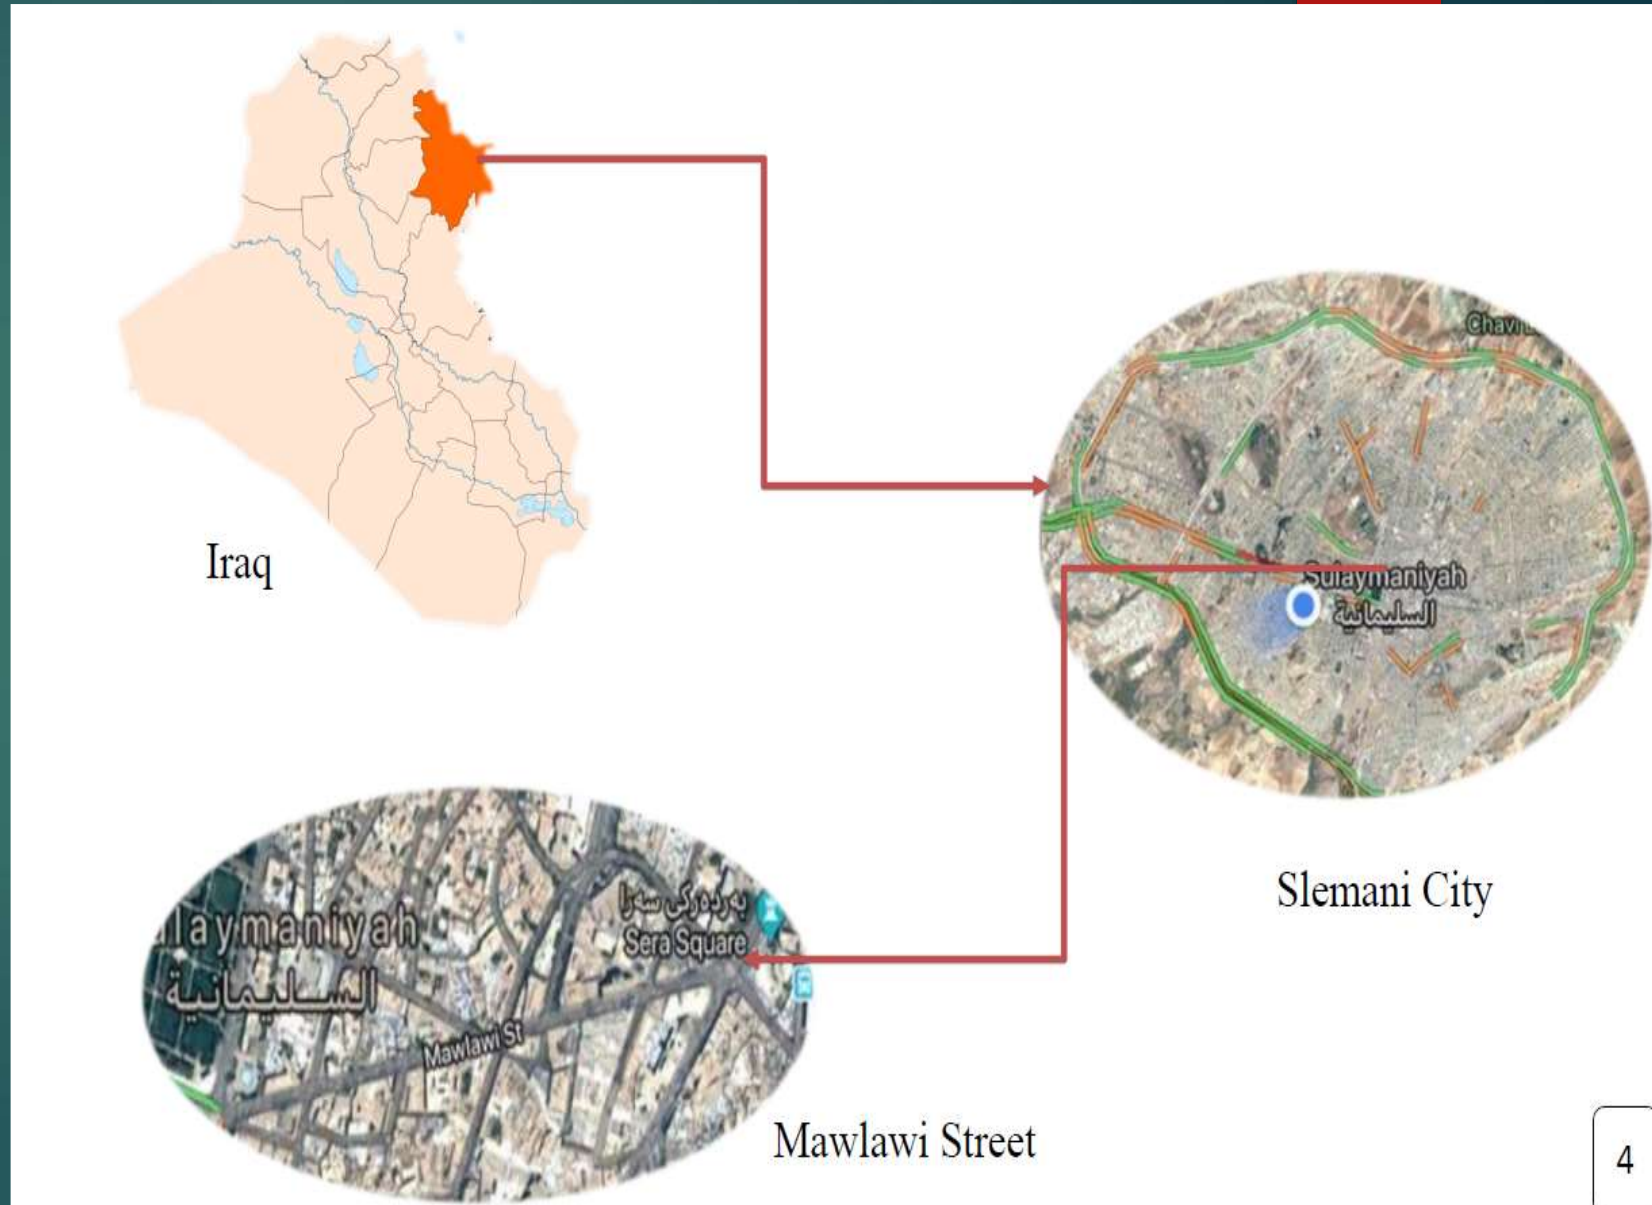 Iraq
Sulaymaniyah
السليمانية
Slemani City
بەردەرکی سەرا
Sera Square
laymaniyah
السليمانية
Mawlawi St
Mawlawi Street
4